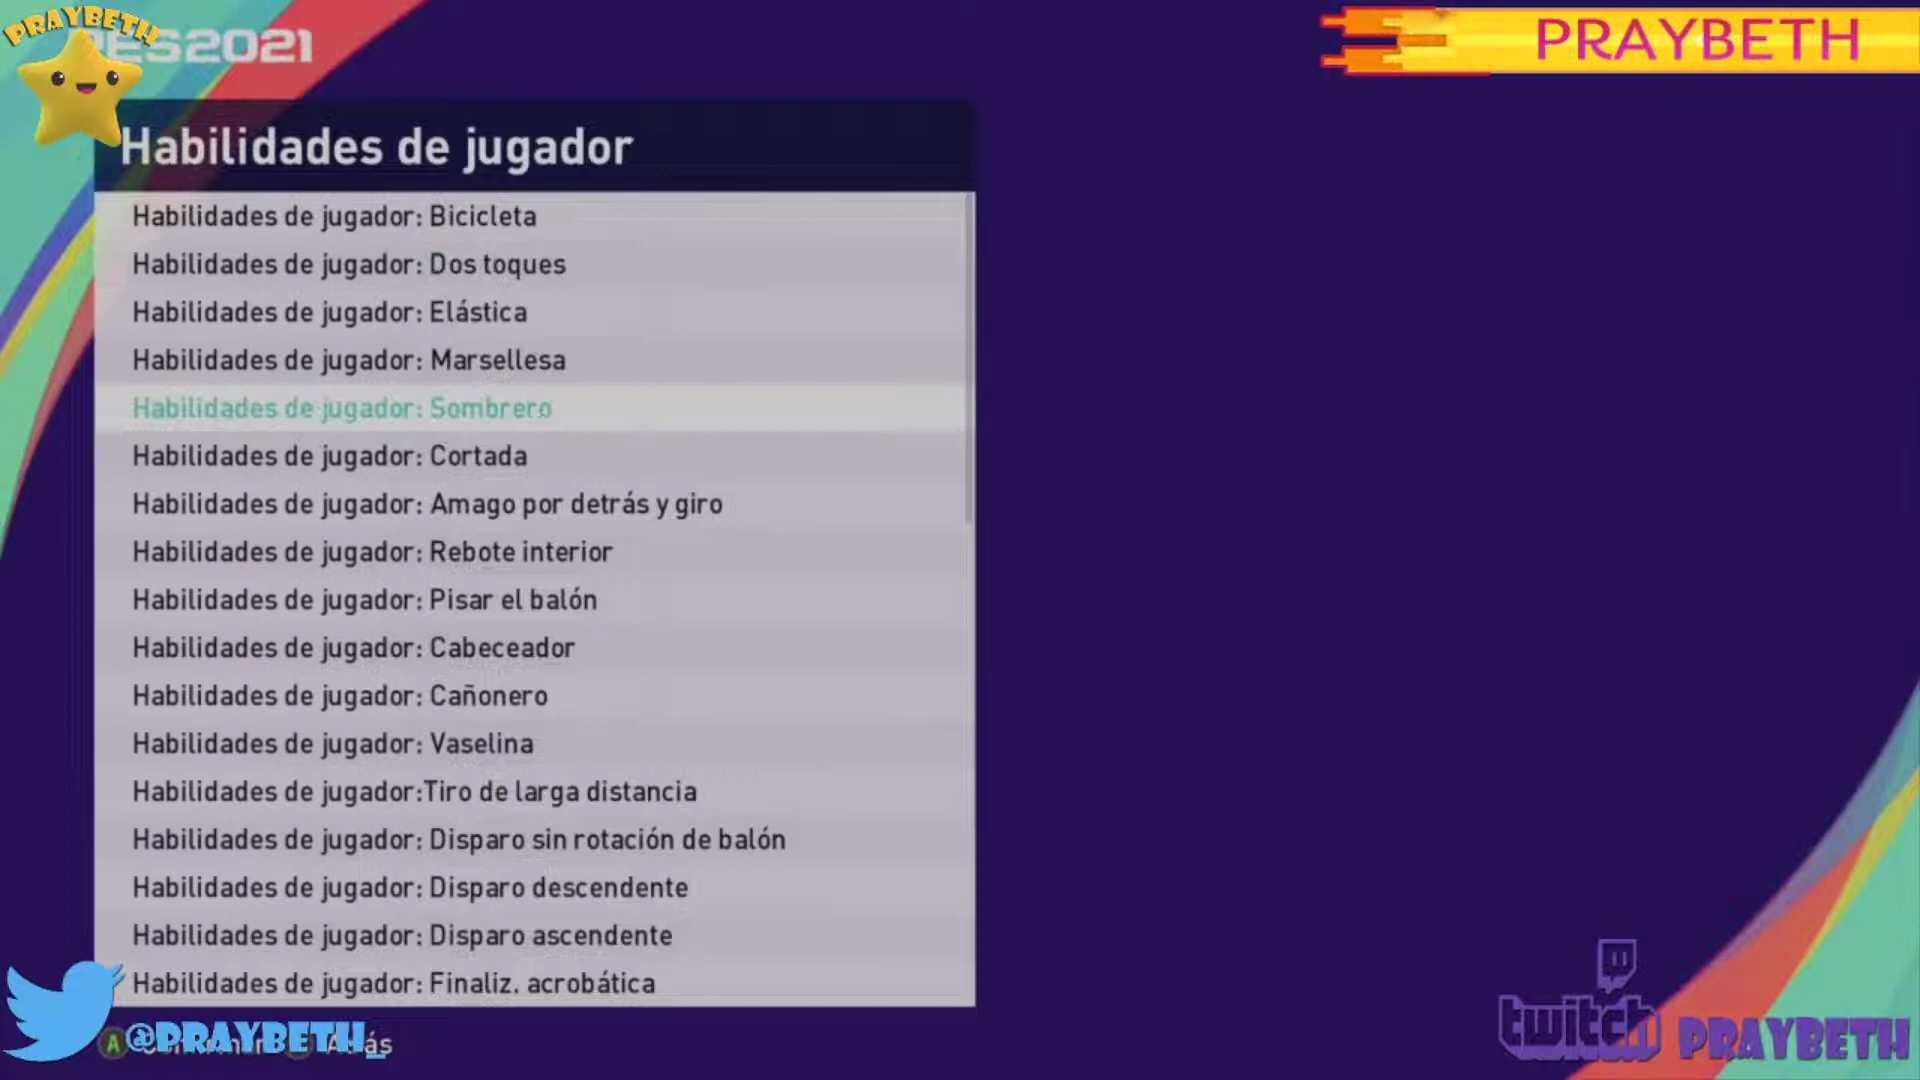 PRAYBETH
PES2021
PRAYBETH
Habilidades de jugador
Habilidades de jugador: Bicicleta
Habilidades de jugador: Dos toques
Habilidades de jugador: Elástica
Habilidades de jugador: Marsellesa
Habilidades de jugador: Sombrero
Habilidades de jugador: Cortada
Habilidades de jugador: Amago por detrás y giro
Habilidades de jugador: Rebote interior
Habilidades de jugador: Pisar el balón
Habilidades de jugador: Cabeceador
Habilidades de jugador: Cañonero
Habilidades de jugador: Vaselina
Habilidades de jugador:Tiro de larga distancia
Habilidades de jugador: Disparo sin rotación de balón
Habilidades de jugador: Disparo descendente
Habilidades de jugador: Disparo ascendente
Habilidades de jugador: Finaliz. acrobática
A
@PRAYBETH_
twitch PRAYBETH